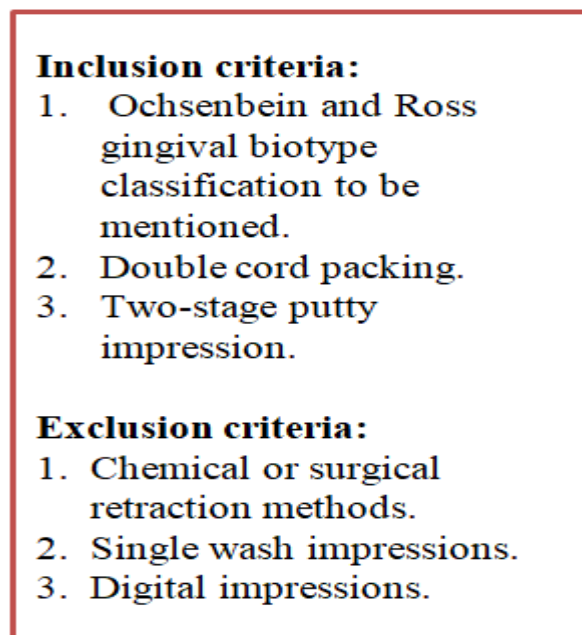 Inclusion criteria:
1. Ochsenbein and Ross
gingival biotype
classification to be
mentioned.
2. Double cord packing.
3. Two-stage putty
impression.
Exclusion criteria:
1. Chemical or surgical
retraction methods.
2. Single wash impressions.
3. Digital impressions.